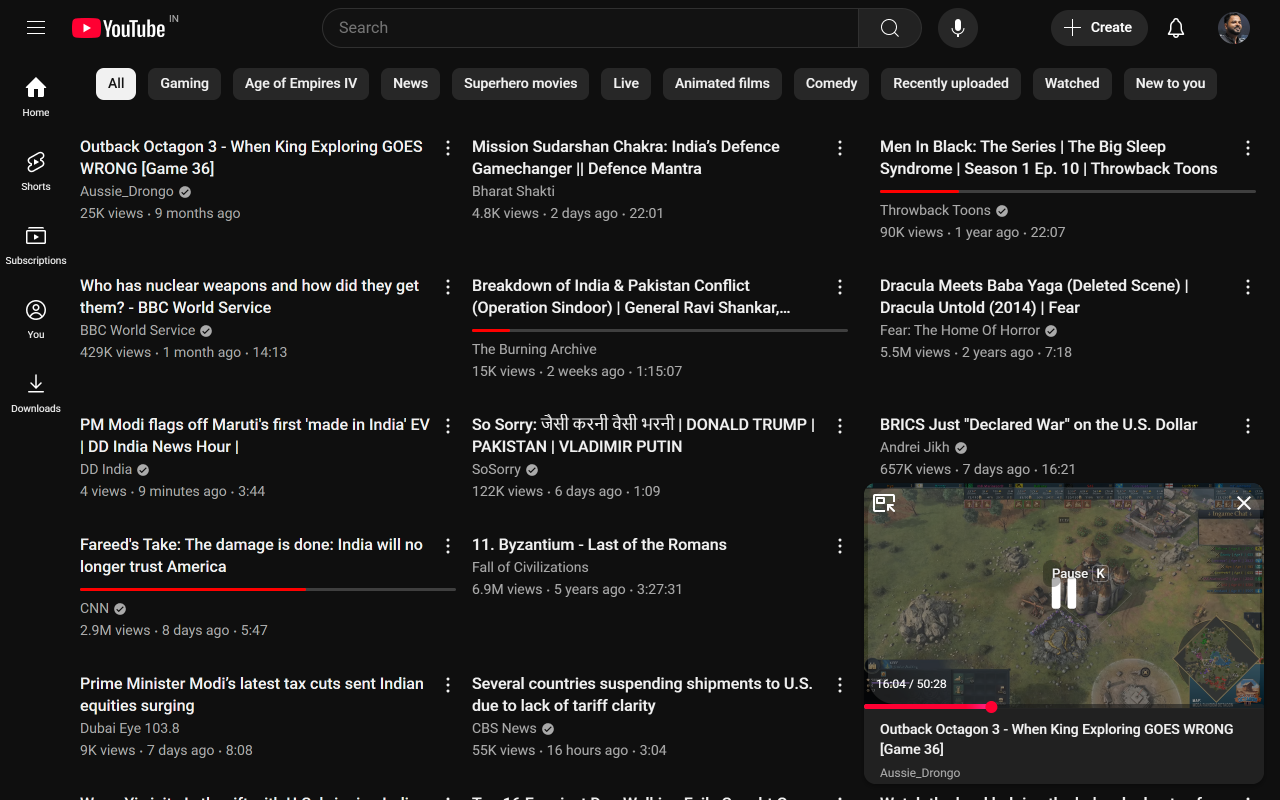 YouTube IN
Search
Create
All
Gaming
Age of Empires IV
News
Superhero movies
Live
Animated films
Comedy
Recently uploaded
Watched
New to you
Home
Shorts
Subscriptions
You
Downloads
Outback Octagon 3 - When King Exploring GOES
WRONG [Game 36]
Aussie_Drongo
25K views • 9 months ago
Mission Sudarshan Chakra: India’s Defence
Gamechanger || Defence Mantra
Bharat Shakti
4.8K views • 2 days ago • 22:01
Men In Black: The Series | The Big Sleep
Syndrome | Season 1 Ep. 10 | Throwback Toons
Throwback Toons
90K views • 1 year ago • 22:07
Who has nuclear weapons and how did they get
them? - BBC World Service
BBC World Service
429K views • 1 month ago • 14:13
Breakdown of India & Pakistan Conflict
(Operation Sindoor) | General Ravi Shankar,...
The Burning Archive
15K views • 2 weeks ago • 1:15:07
Dracula Meets Baba Yaga (Deleted Scene) |
Dracula Untold (2014) | Fear
Fear: The Home Of Horror
5.5M views • 2 years ago • 7:18
PM Modi flags off Maruti's first 'made in India' EV
| DD India News Hour |
DD India
4 views • 9 minutes ago • 3:44
So Sorry: जैसी करनी वैसी भरनी | DONALD TRUMP |
PAKISTAN | VLADIMIR PUTIN
SoSorry
122K views • 6 days ago • 1:09
BRICS Just "Declared War" on the U.S. Dollar
Andrei Jikh
657K views • 7 days ago • 16:21
Fareed's Take: The damage is done: India will no
longer trust America
CNN
2.9M views • 8 days ago • 5:47
11. Byzantium - Last of the Romans
Fall of Civilizations
6.9M views • 5 years ago • 3:27:31
Ingame Chat
Pause K
16:04 / 50:28
Outback Octagon 3 - When King Exploring GOES WRONG
[Game 36]
Aussie_Drongo
Prime Minister Modi’s latest tax cuts sent Indian
equities surging
Dubai Eye 103.8
9K views • 7 days ago • 8:08
Several countries suspending shipments to U.S.
due to lack of tariff clarity
CBS News
55K views • 16 hours ago • 3:04